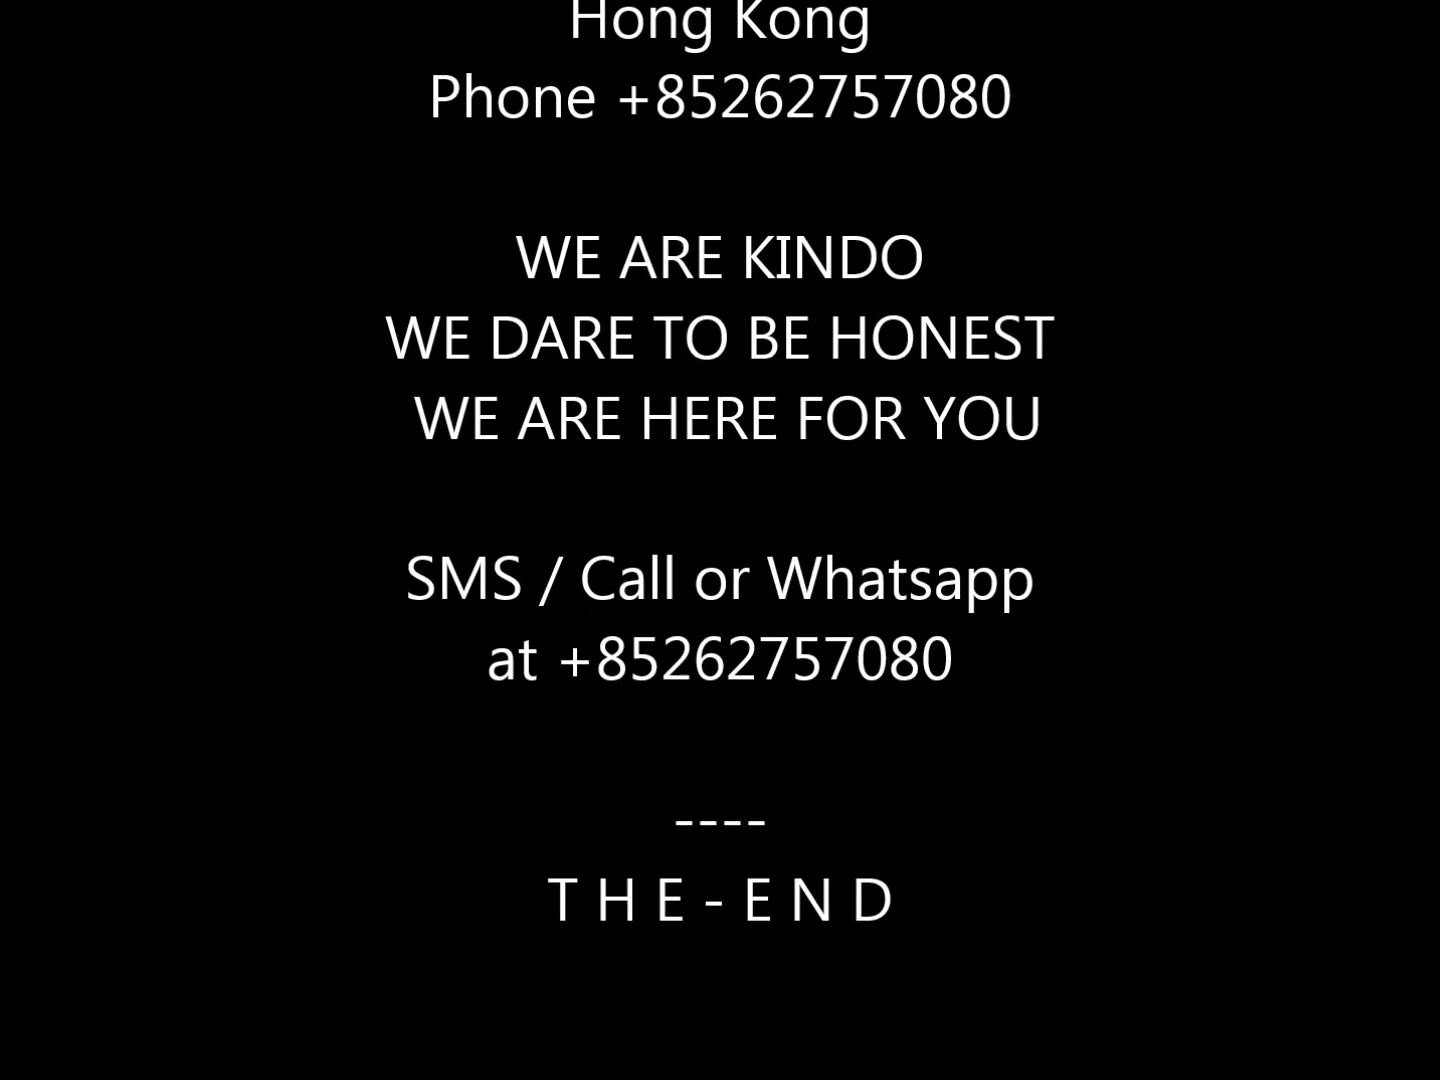 Hong Kong
Phone +85262757080
WE ARE KINDO
WE DARE TO BE HONEST
WE ARE HERE FOR YOU
SMS / Call or Whatsapp
at +85262757080
----
T H E - E N D